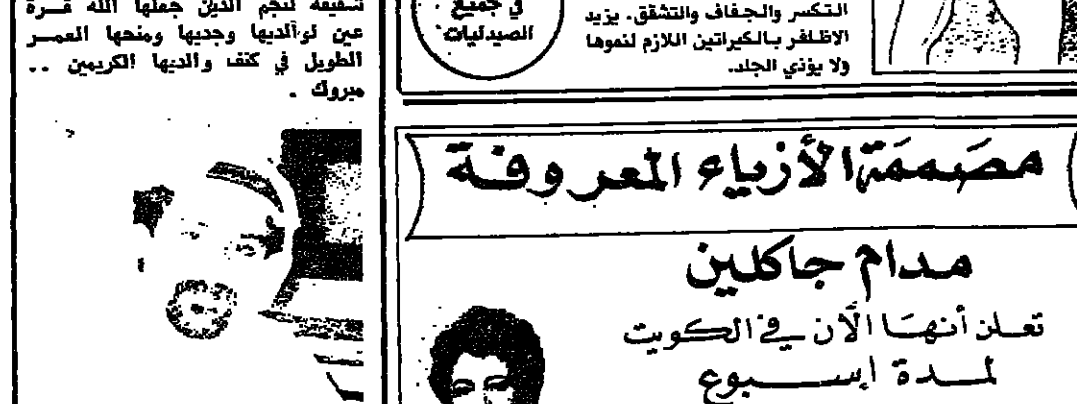 التكسر والجفاف والتشقق. يزيد
الاظافر بالكيراتين اللازم لنموها
ولا يؤذي الجلد.
في جميع
الصيدليات
شقيقة لنجم الذين جعلها الله قرة
عين لوالديها وجديها ومنحها العمر
الطويل في كنف والديها الكريمين ..
مبروك .
مصممة الأزياء المعروفة
مدام جاكلين
تعلن أنها الآن في الكويت
لمدة إسبوع